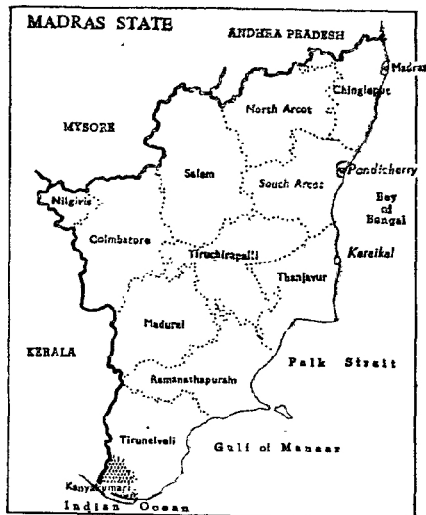 MADRAS STATE
ANDHRA PRADESH
Madras
Chingleput
North Arcot
MYSORE
Salem
South Arcot
Pondicherry
Nilgiris
Bay
of
Bengal
Coimbatore
Tiruchirapalli
Karaikal
Thanjavur
Madurai
KERALA
Palk Strait
Ramanathapuram
Tirunelveli
Gulf of Manaar
Kanyakumari
Indian Ocean